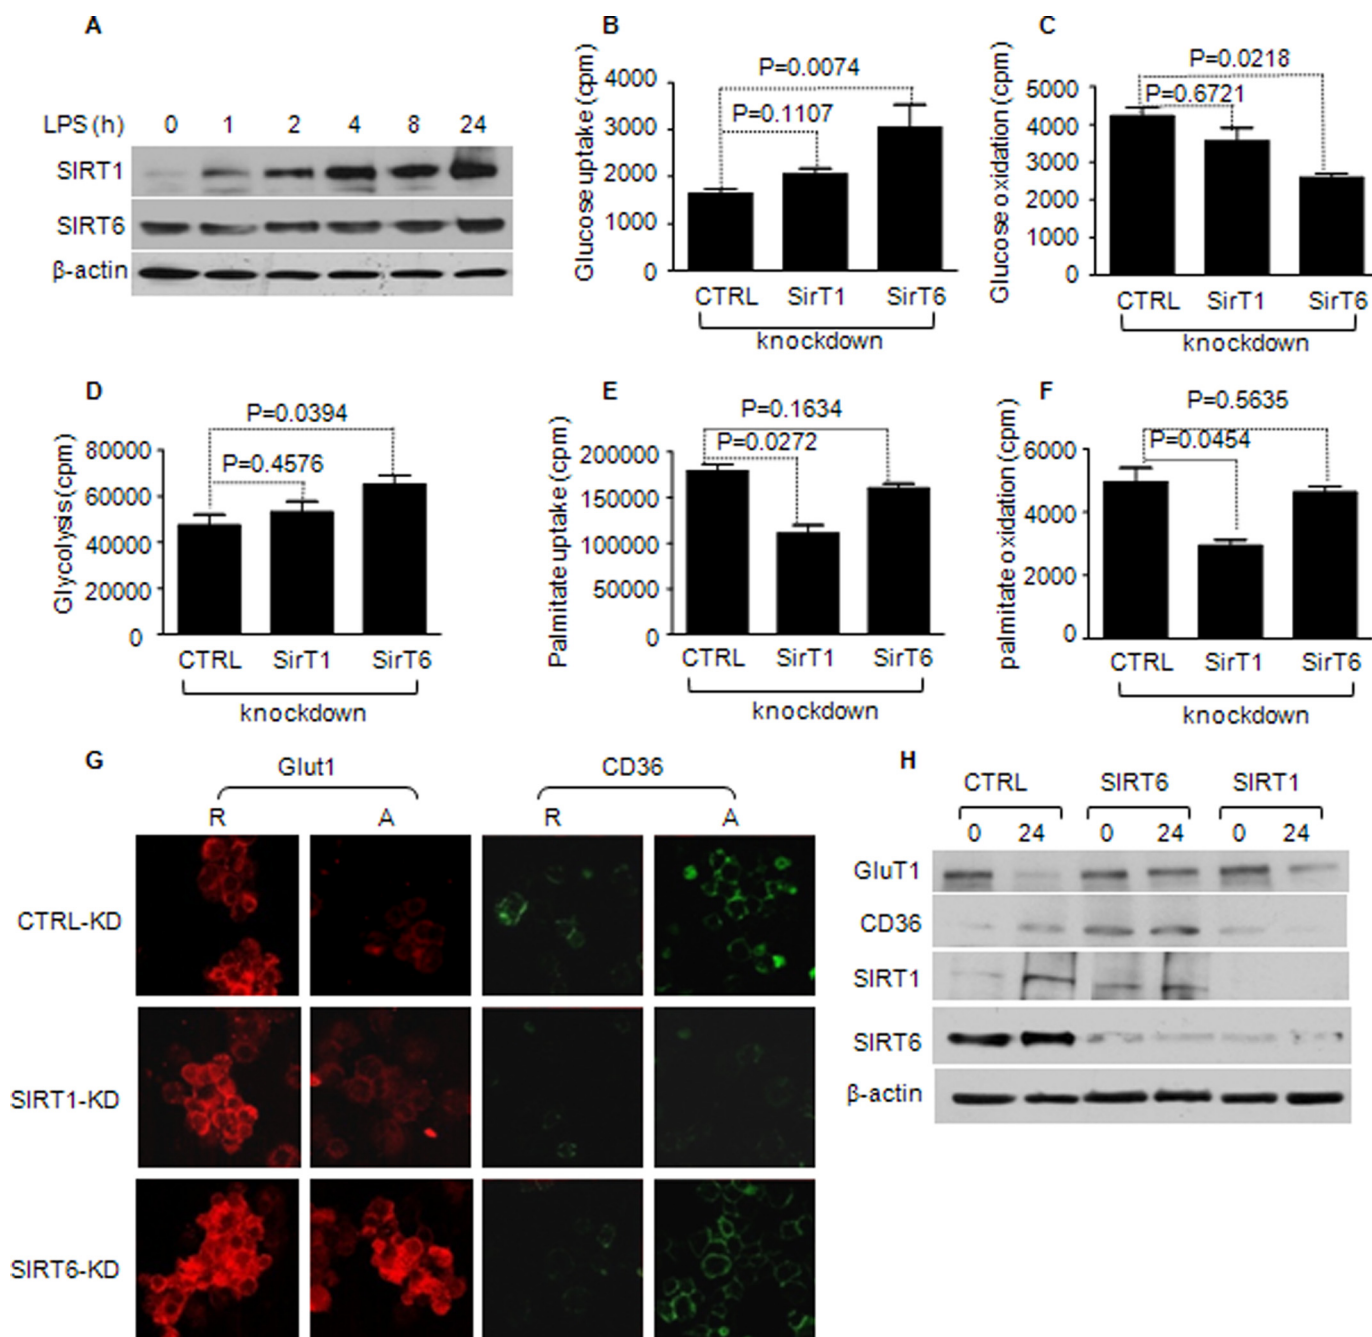 A
LPS (h) 0 1 2 4 8 24
SIRT1
SIRT6
β-actin
B
Glucose uptake (cpm)
4000
3000
2000
1000
0
P=0.0074
P=0.1107
CTRL SirT1 SirT6
knockdown
C
Glucose oxidation (cpm)
5000
4000
3000
2000
1000
0
P=0.0218
P=0.6721
CTRL SirT1 SirT6
knockdown
D
Glycolysis (cpm)
80000
60000
40000
20000
0
P=0.0394
P=0.4576
CTRL SirT1 SirT6
knockdown
E
Palmitate uptake (cpm)
200000
150000
100000
50000
0
P=0.1634
P=0.0272
CTRL SirT1 SirT6
knockdown
F
palmitate oxidation (cpm)
6000
4000
2000
0
P=0.5635
P=0.0454
CTRL SirT1 SirT6
knockdown
G
Glut1 CD36
R A R A
CTRL-KD
SIRT1-KD
SIRT6-KD
H
CTRL SIRT6 SIRT1
0 24 0 24 0 24
GluT1
CD36
SIRT1
SIRT6
β-actin